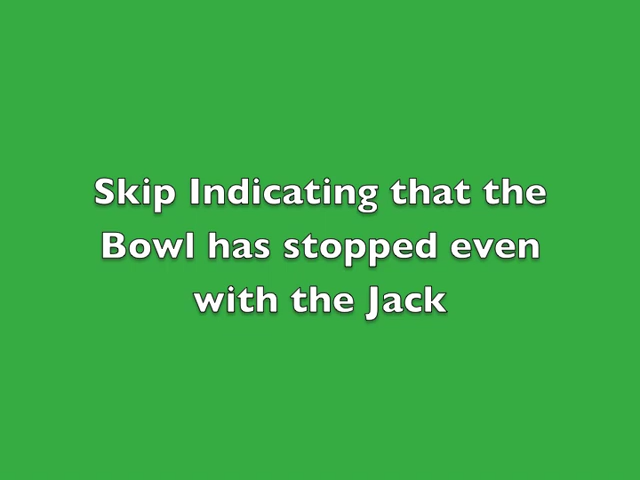 Skip Indicating that the
Bowl has stopped even
with the Jack